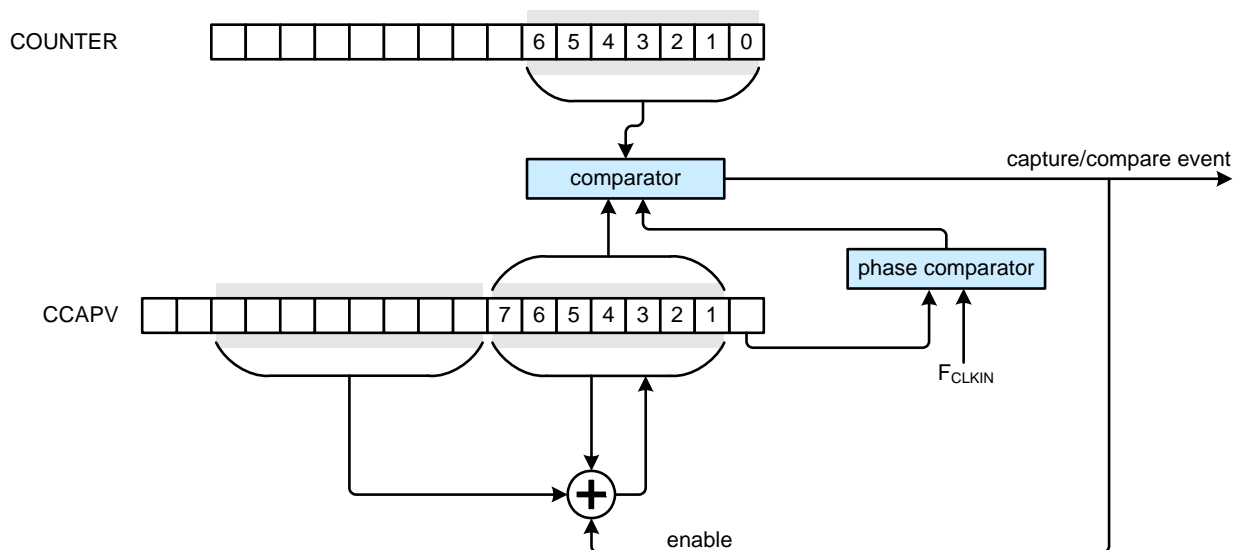 COUNTER 6 5 4 3 2 1 0
capture/compare event
comparator
phase comparator
CCAPV 7 6 5 4 3 2 1
FCLKIN
+
enable